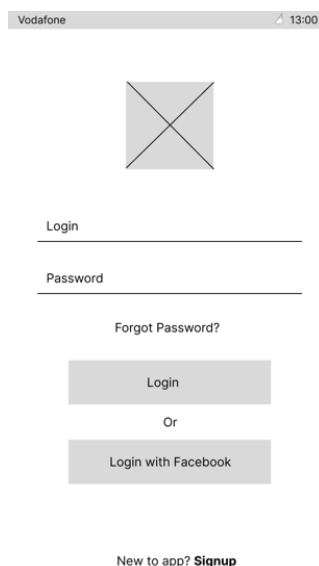 Vodafone 13:00
Login
Password
Forgot Password?
Login
Or
Login with Facebook
New to app? Signup